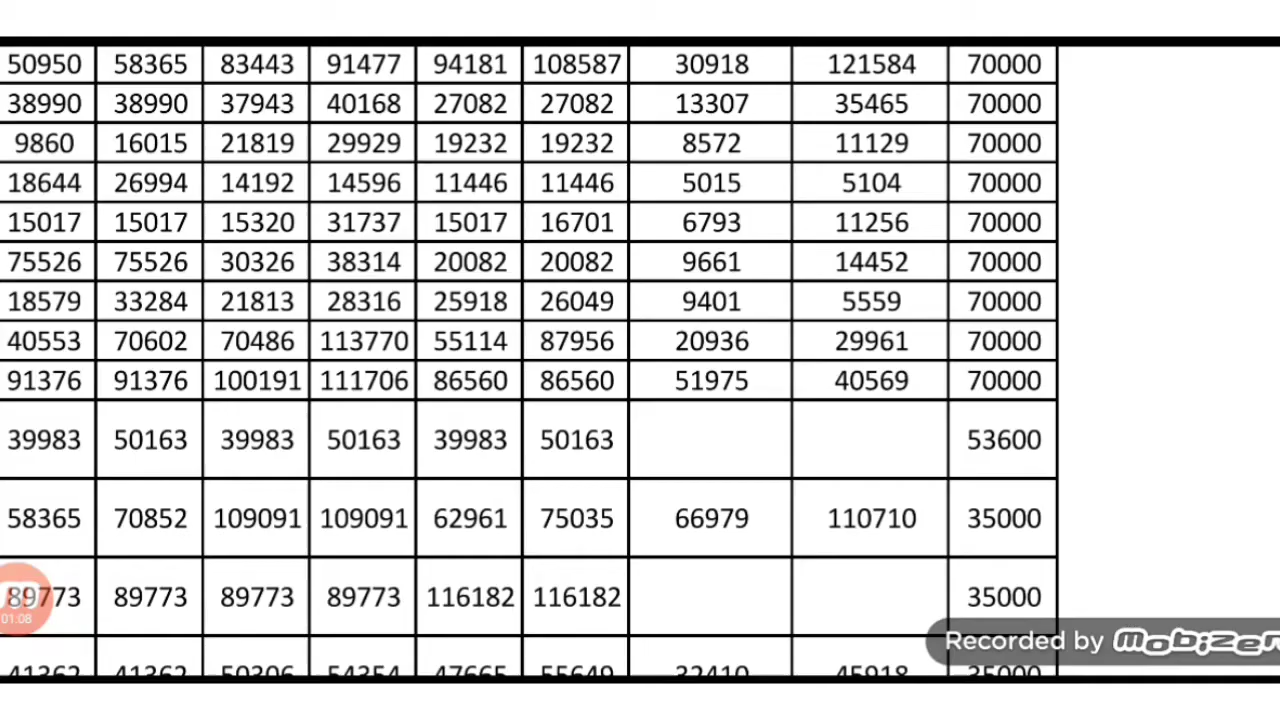 50950 58365 83443 91477 94181 108587 30918 121584 70000
38990 38990 37943 40168 27082 27082 13307 35465 70000
9860 16015 21819 29929 19232 19232 8572 11129 70000
18644 26994 14192 14596 11446 11446 5015 5104 70000
15017 15017 15320 31737 15017 16701 6793 11256 70000
75526 75526 30326 38314 20082 20082 9661 14452 70000
18579 33284 21813 28316 25918 26049 9401 5559 70000
40553 70602 70486 113770 55114 87956 20936 29961 70000
91376 91376 100191 111706 86560 86560 51975 40569 70000
39983 50163 39983 50163 39983 50163 53600
58365 70852 109091 109091 62961 75035 66979 110710 35000
89773 89773 89773 89773 116182 116182 35000
01:08
Recorded by mobizen